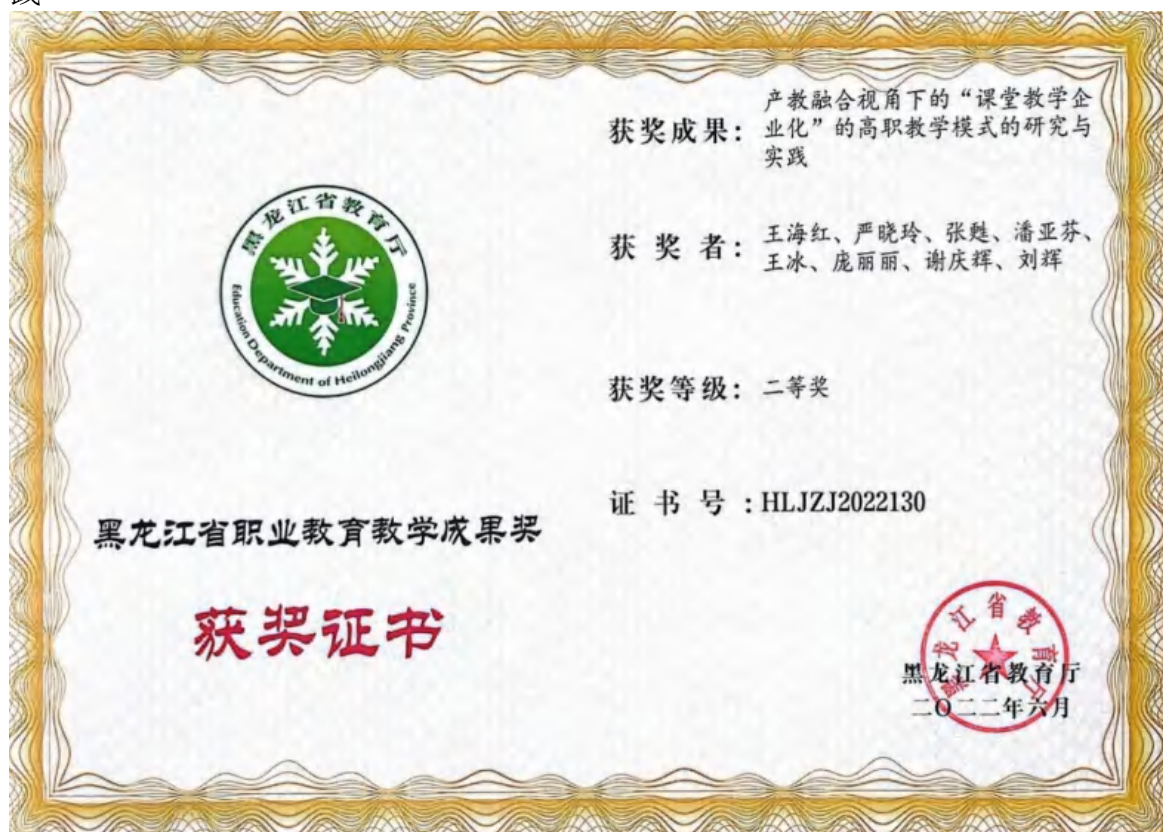 黑龙江省教育厅
Education Department of Heilongjiang Province
黑龙江省职业教育教学成果奖
获奖证书
获奖成果：产教融合视角下的“课堂教学企
业化”的高职教学模式的研究与
实践
获 奖 者：王海红、严晓玲、张甦、潘亚芬、
王冰、庞丽丽、谢庆辉、刘辉
获奖等级：二等奖
证 书 号：HLJZJ2022130
黑龙江省教育厅
黑龙江省教育厅
二〇二二年六月